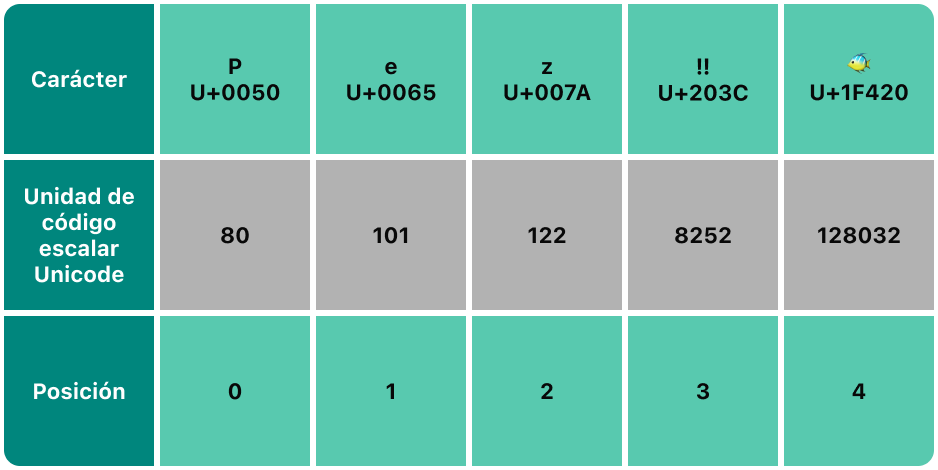 Carácter
P
U+0050
e
U+0065
z
U+007A
‼
U+203C
🐠
U+1F420
Unidad de
código
escalar
Unicode
80
101
122
8252
128032
Posición
0
1
2
3
4